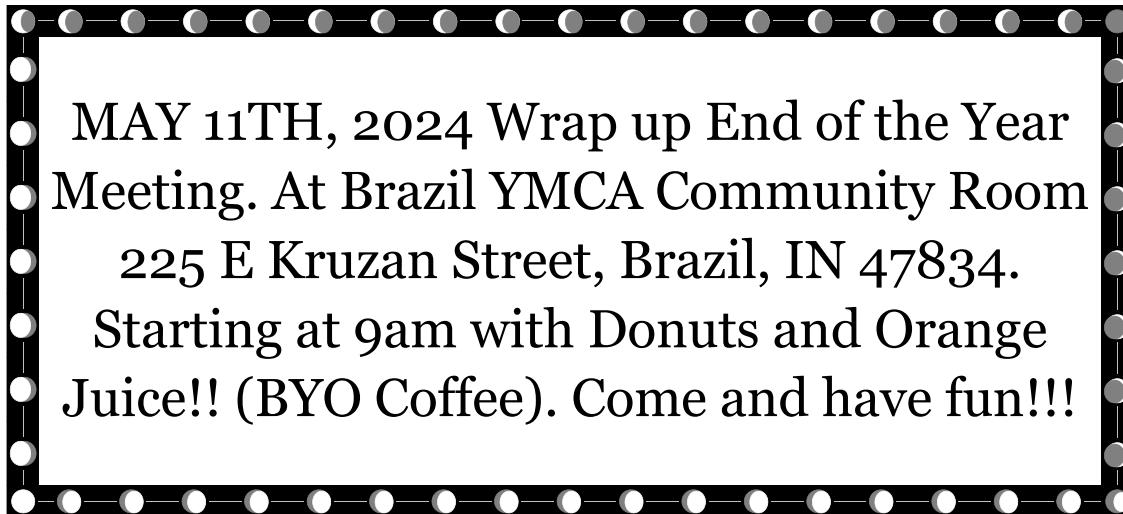 MAY 11TH, 2024 Wrap up End of the Year
Meeting. At Brazil YMCA Community Room
225 E Kruzan Street, Brazil, IN 47834.
Starting at 9am with Donuts and Orange
Juice!! (BYO Coffee). Come and have fun!!!